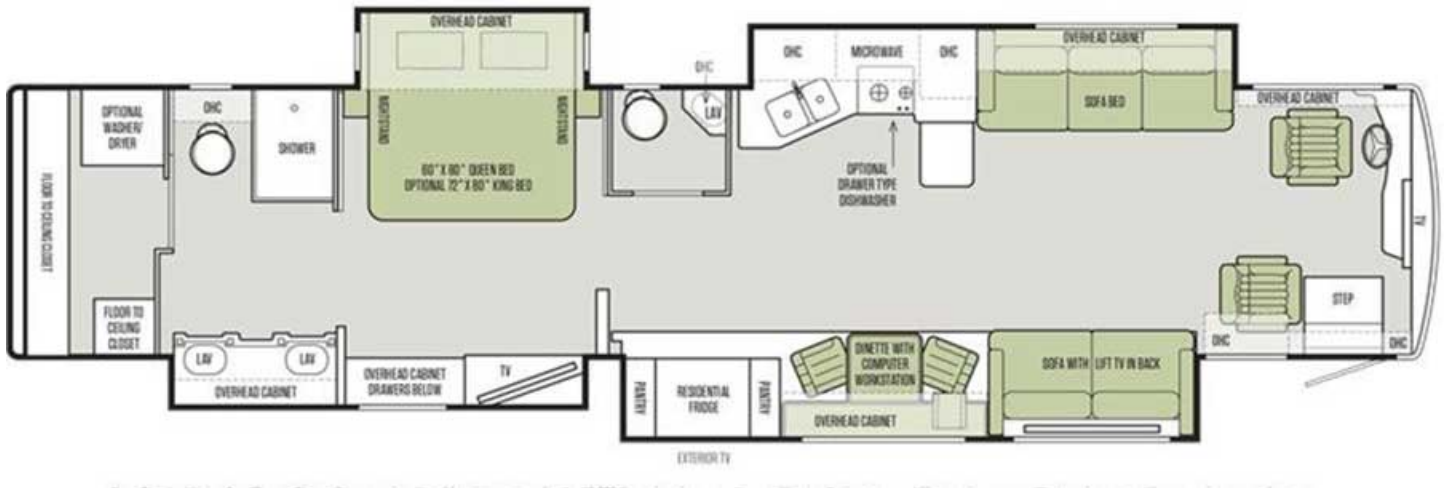 OVERHEAD CABINET
OHC
MICROWAVE
OHC
OVERHEAD CABINET
OHC
OPTIONAL
WASHER/
DRYER
OHC
SHOWER
NIGHTSTAND
NIGHTSTAND
LAV
SOFA BED
OVERHEAD CABINET
60" X 80" QUEEN BED
OPTIONAL 72" X 80" KING BED
OPTIONAL
DRAWER TYPE
DISHWASHER
FLOOR TO CEILING CLOSET
TV
FLOOR TO
CEILING
CLOSET
STEP
LAV
LAV
OVERHEAD CABINET
OVERHEAD CABINET
DRAWERS BELOW
TV
PANTRY
RESIDENTIAL
FRIDGE
PANTRY
DINETTE WITH
COMPUTER
WORKSTATION
OVERHEAD CABINET
SOFA WITH LIFT TV IN BACK
OHC
OHC
EXTERIOR TV